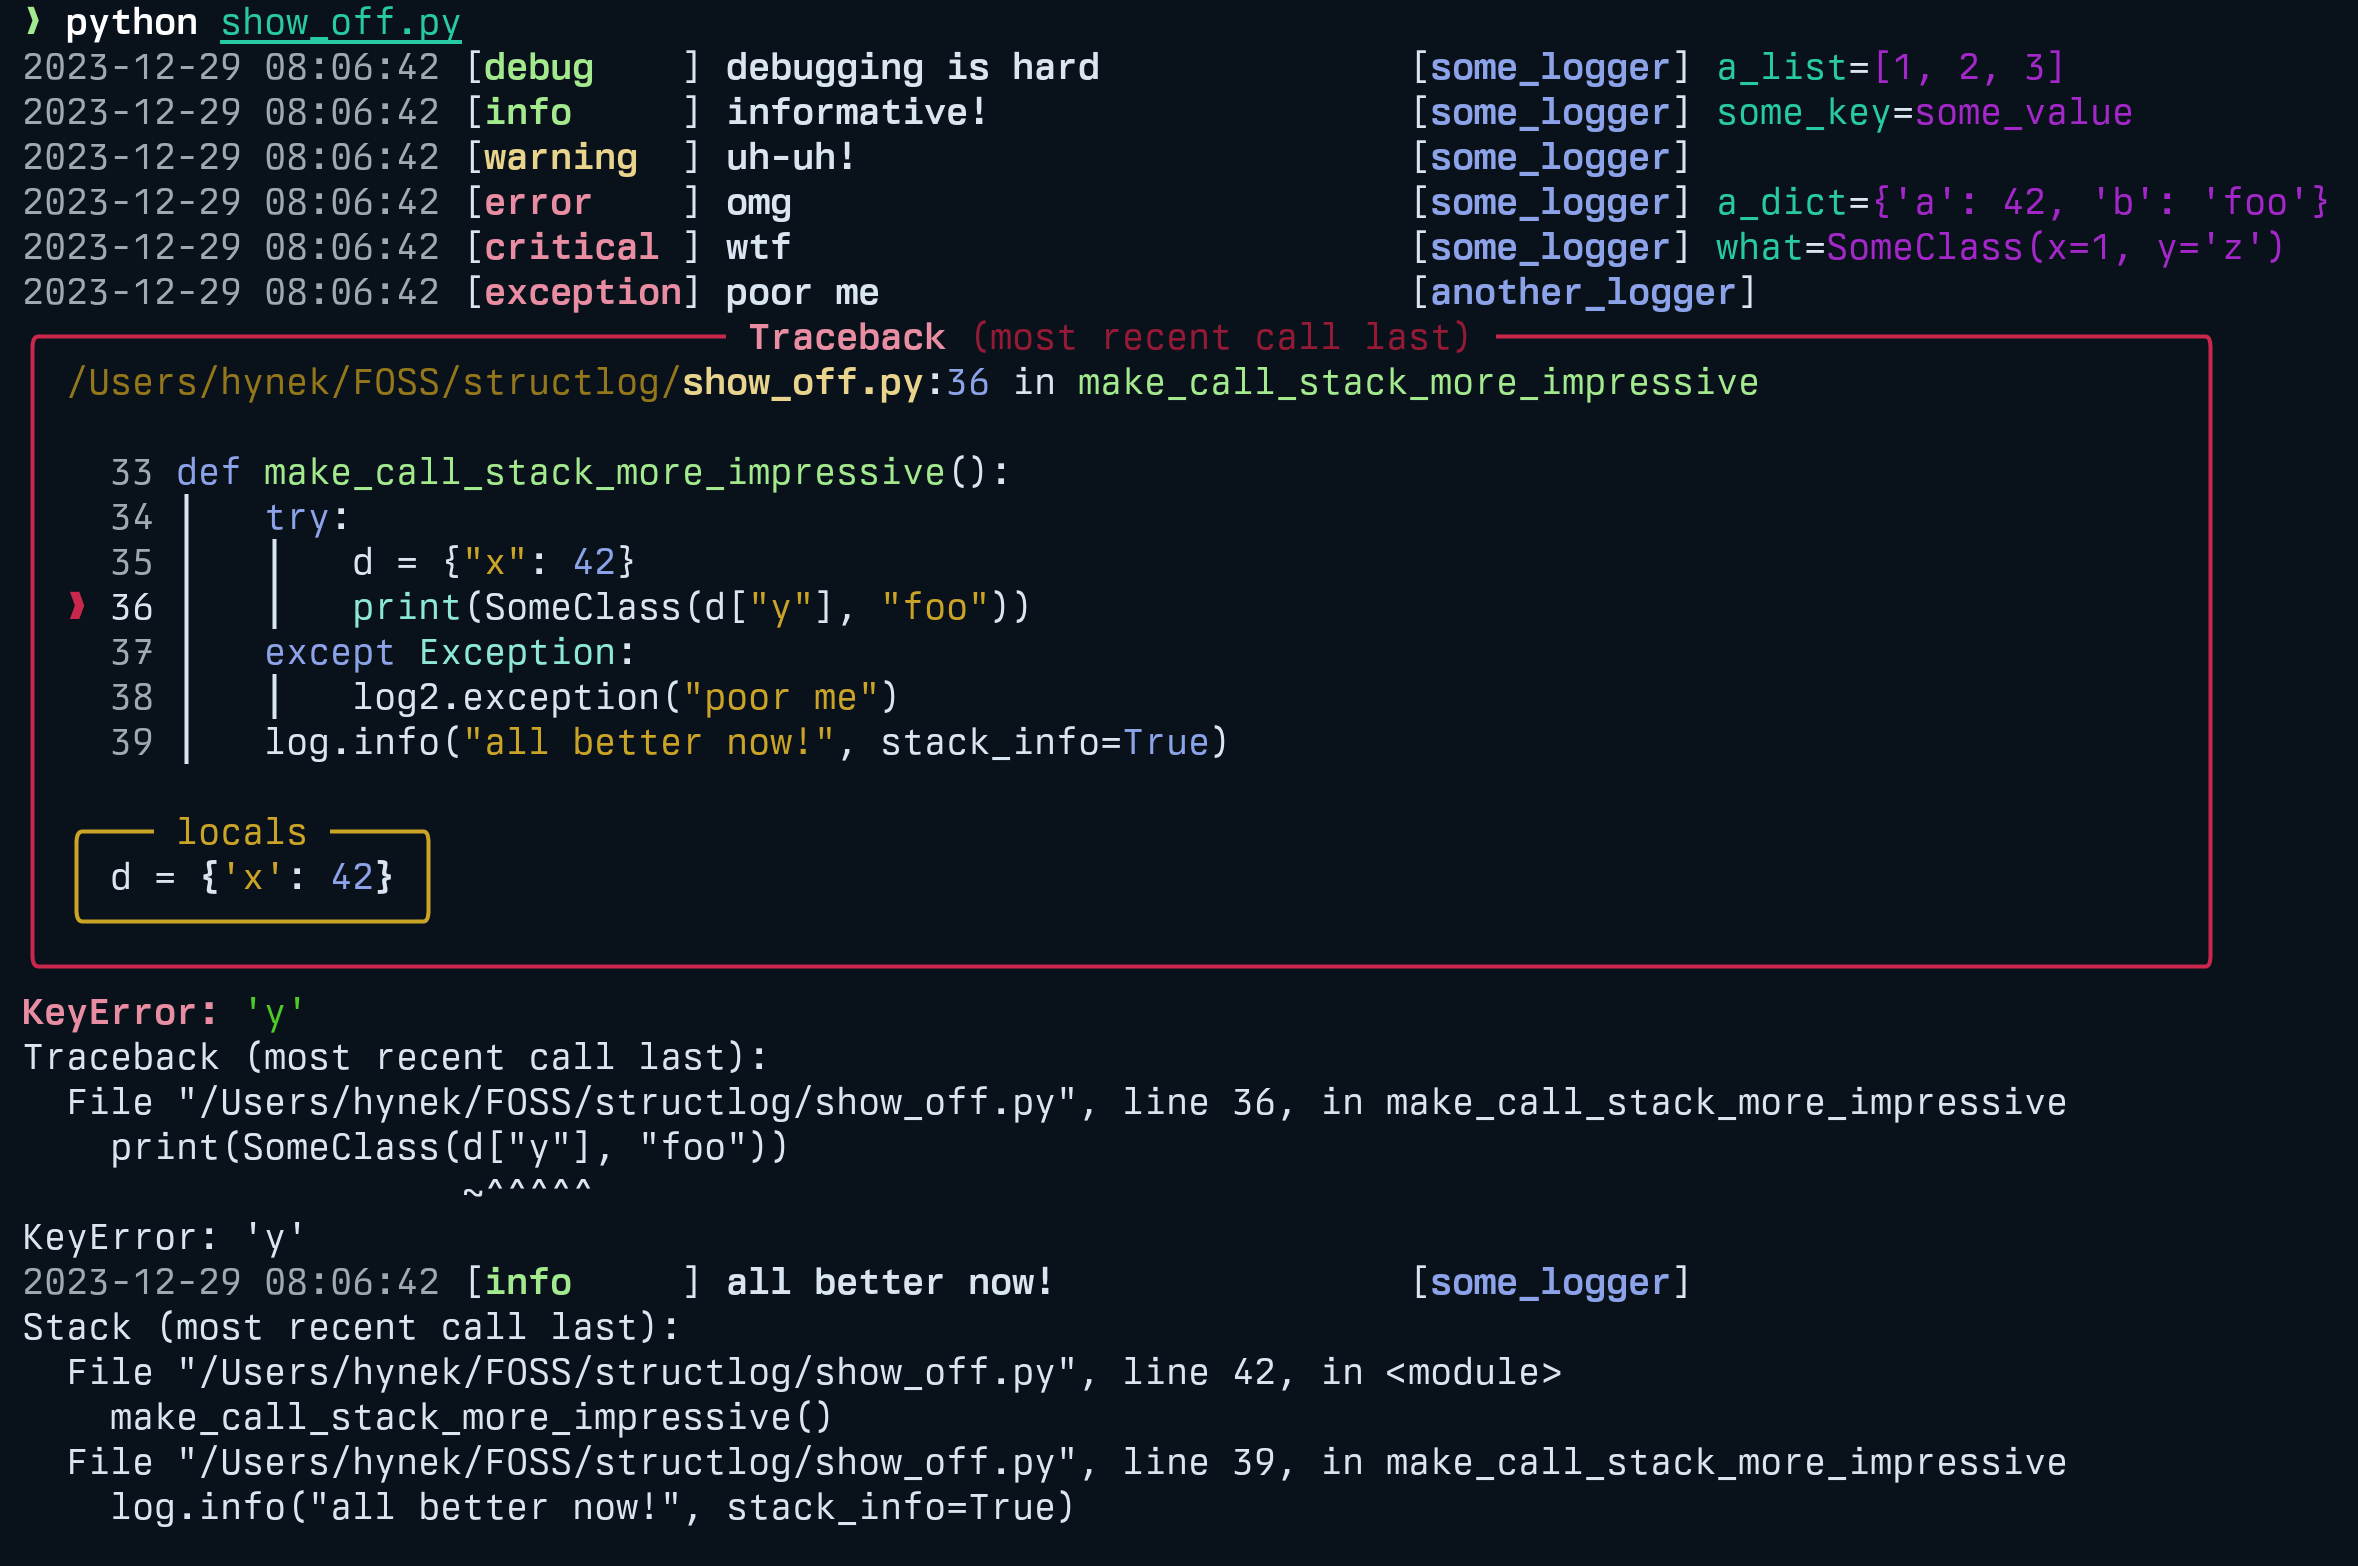 ❱ python show_off.py
2023-12-29 08:06:42 [debug    ] debugging is hard              [some_logger] a_list=[1, 2, 3]
2023-12-29 08:06:42 [info     ] informative!                   [some_logger] some_key=some_value
2023-12-29 08:06:42 [warning  ] uh-uh!                         [some_logger]
2023-12-29 08:06:42 [error    ] omg                            [some_logger] a_dict={'a': 42, 'b': 'foo'}
2023-12-29 08:06:42 [critical ] wtf                            [some_logger] what=SomeClass(x=1, y='z')
2023-12-29 08:06:42 [exception] poor me                        [another_logger]
Traceback (most recent call last)
/Users/hynek/FOSS/structlog/show_off.py:36 in make_call_stack_more_impressive
33 def make_call_stack_more_impressive():
34     try:
35         d = {"x": 42}
❱ 36         print(SomeClass(d["y"], "foo"))
37     except Exception:
38         log2.exception("poor me")
39     log.info("all better now!", stack_info=True)
locals
d = {'x': 42}
KeyError: 'y'
Traceback (most recent call last):
  File "/Users/hynek/FOSS/structlog/show_off.py", line 36, in make_call_stack_more_impressive
    print(SomeClass(d["y"], "foo"))
                    ~^^^^^
KeyError: 'y'
2023-12-29 08:06:42 [info     ] all better now!                [some_logger]
Stack (most recent call last):
  File "/Users/hynek/FOSS/structlog/show_off.py", line 42, in <module>
    make_call_stack_more_impressive()
  File "/Users/hynek/FOSS/structlog/show_off.py", line 39, in make_call_stack_more_impressive
    log.info("all better now!", stack_info=True)